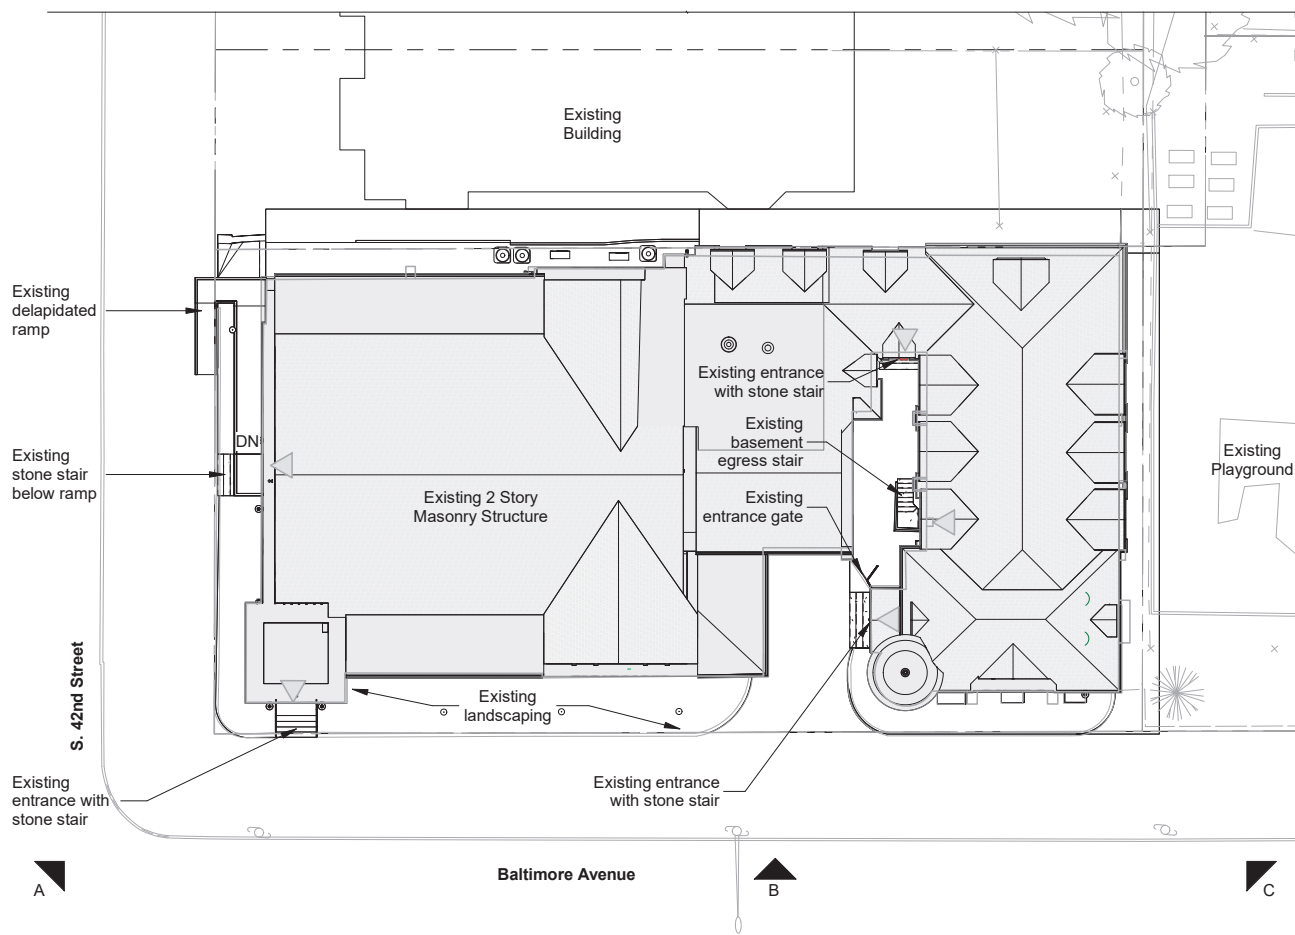 Existing
Building
Existing
delapidated
ramp
Existing entrance
with stone stair
Existing
basement
egress stair
DN
Existing
stone stair
below ramp
Existing 2 Story
Masonry Structure
Existing
entrance gate
Existing
Playground
S. 42nd Street
Existing
landscaping
Existing
entrance with
stone stair
Existing entrance
with stone stair
Baltimore Avenue
A
B
C